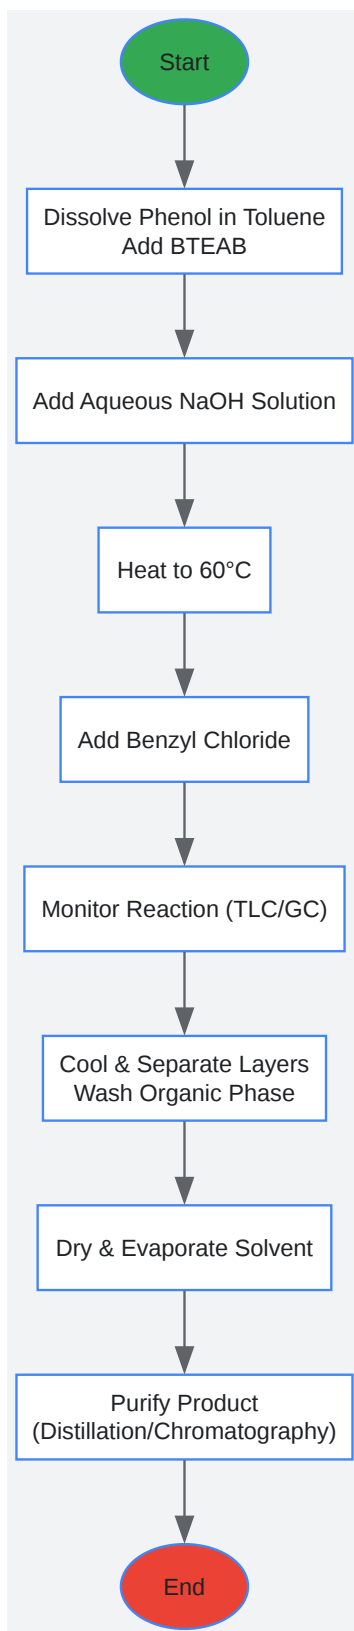 Start
Dissolve Phenol in Toluene
Add BTEAB
Add Aqueous NaOH Solution
Heat to 60°C
Add Benzyl Chloride
Monitor Reaction (TLC/GC)
Cool & Separate Layers
Wash Organic Phase
Dry & Evaporate Solvent
Purify Product
(Distillation/Chromatography)
End